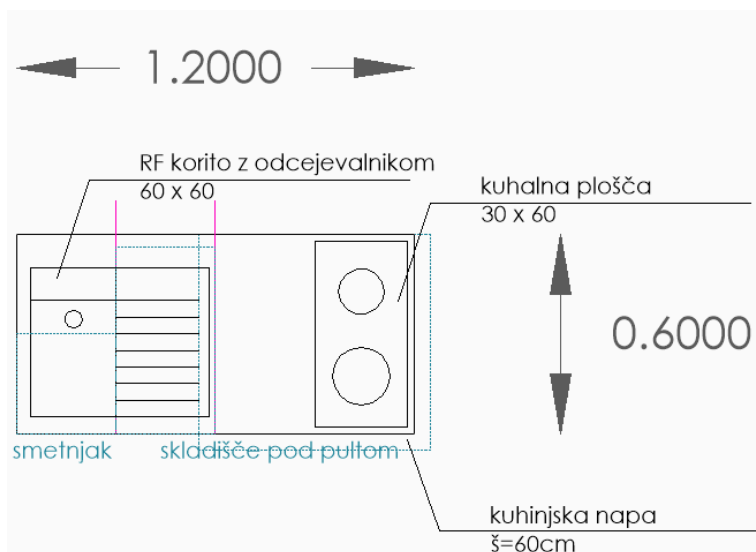 1.2000
RF korito z odcejevalnikom
60 x 60
kuhalna plošča
30 x 60
0.6000
smetnjak
skladišče pod pultom
kuhinjska napa
š=60cm